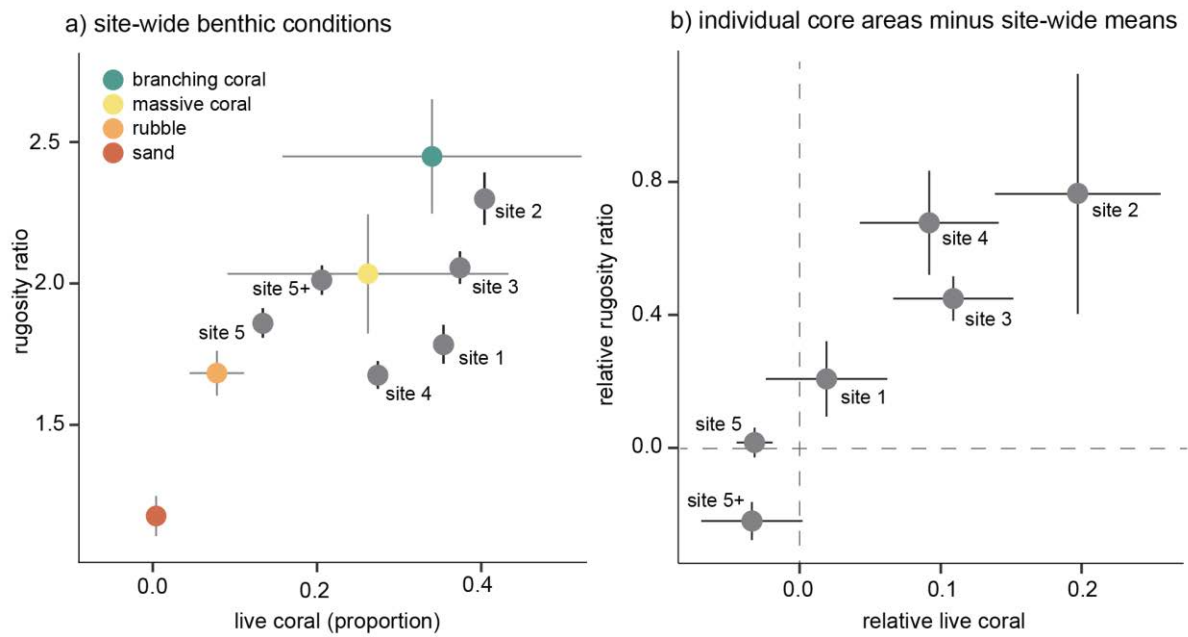 a) site-wide benthic conditions
branching coral
massive coral
rubble
sand
2.5
2.0
1.5
rugosity ratio
site 2
site 3
site 5+
site 5
site 1
site 4
0.0
0.2
0.4
live coral (proportion)
b) individual core areas minus site-wide means
0.8
0.4
0.0
relative rugosity ratio
site 2
site 4
site 3
site 1
site 5
site 5+
0.0
0.1
0.2
relative live coral